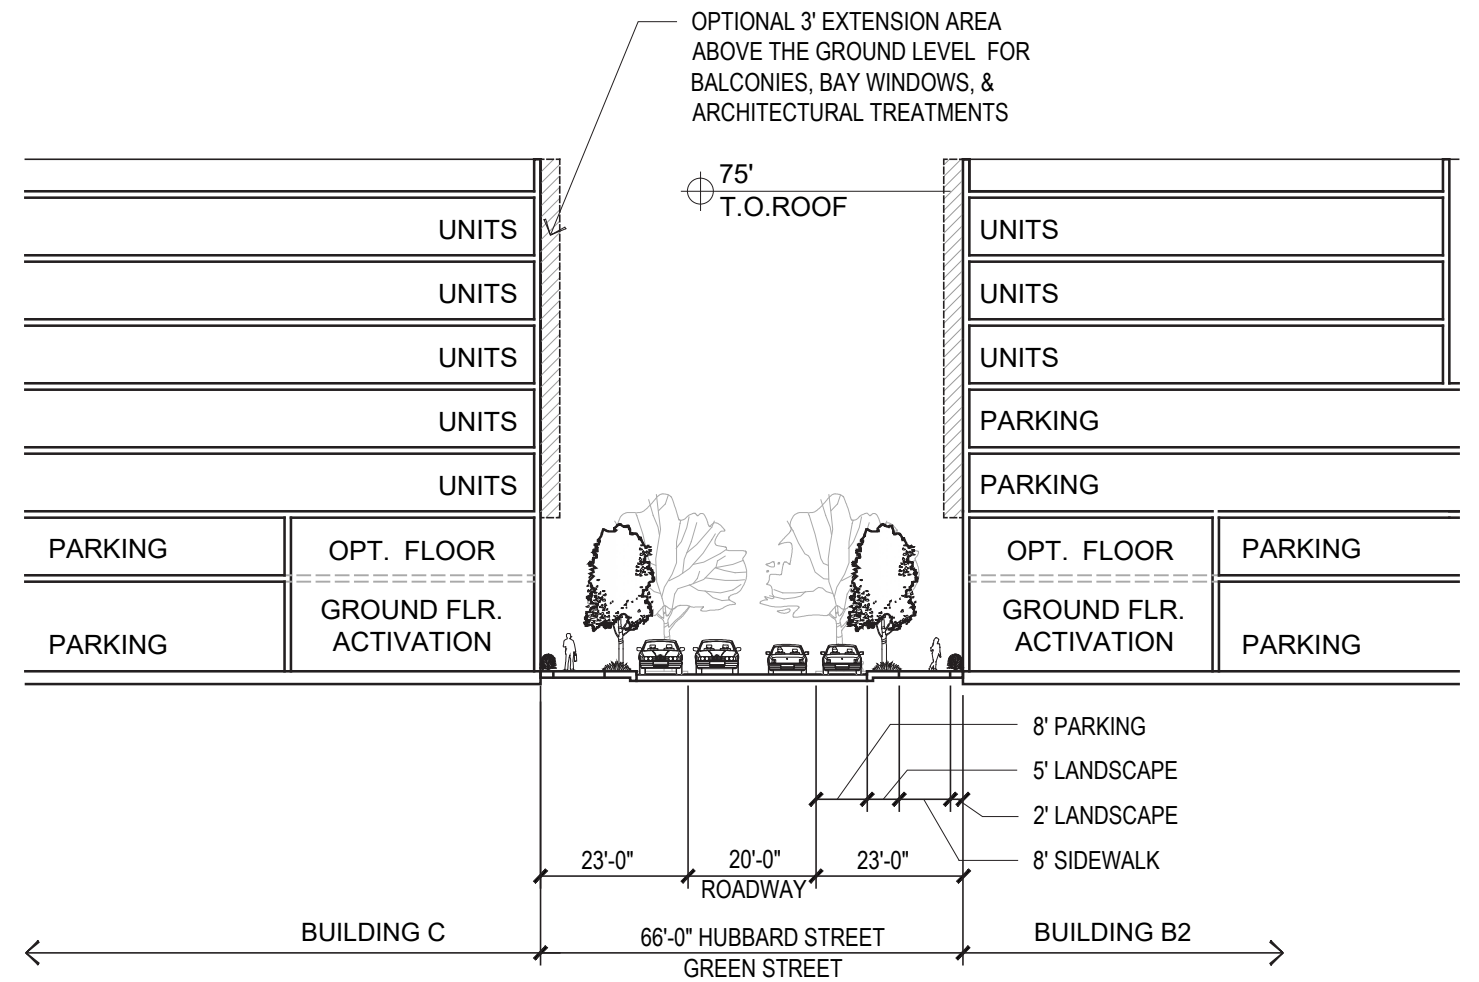 OPTIONAL 3' EXTENSION AREA
ABOVE THE GROUND LEVEL FOR
BALCONIES, BAY WINDOWS, &
ARCHITECTURAL TREATMENTS
75'
T.O.ROOF
UNITS
UNITS
UNITS
UNITS
UNITS
PARKING
OPT. FLOOR
PARKING
GROUND FLR.
ACTIVATION
UNITS
UNITS
UNITS
PARKING
PARKING
OPT. FLOOR
PARKING
GROUND FLR.
ACTIVATION
PARKING
8' PARKING
5' LANDSCAPE
2' LANDSCAPE
8' SIDEWALK
23'-0"
20'-0"
ROADWAY
23'-0"
BUILDING C
66'-0" HUBBARD STREET
GREEN STREET
BUILDING B2